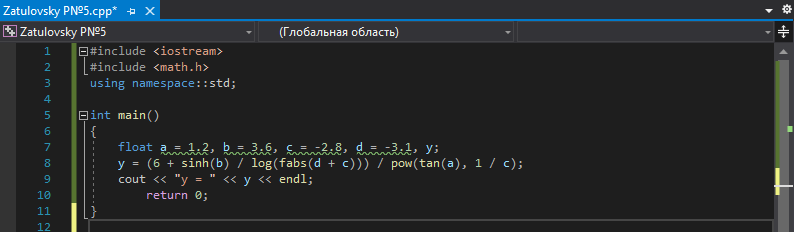 Zatulovsky P№5.cpp*
Zatulovsky P№5 (Глобальная область)
1 #include <iostream>
2 #include <math.h>
3 using namespace::std;
4
5 int main()
6 {
7 float a = 1.2, b = 3.6, c = -2.8, d = -3.1, y;
8 y = (6 + sinh(b) / log(fabs(d + c))) / pow(tan(a), 1 / c);
9 cout << "y = " << y << endl;
10 return 0;
11 }
12